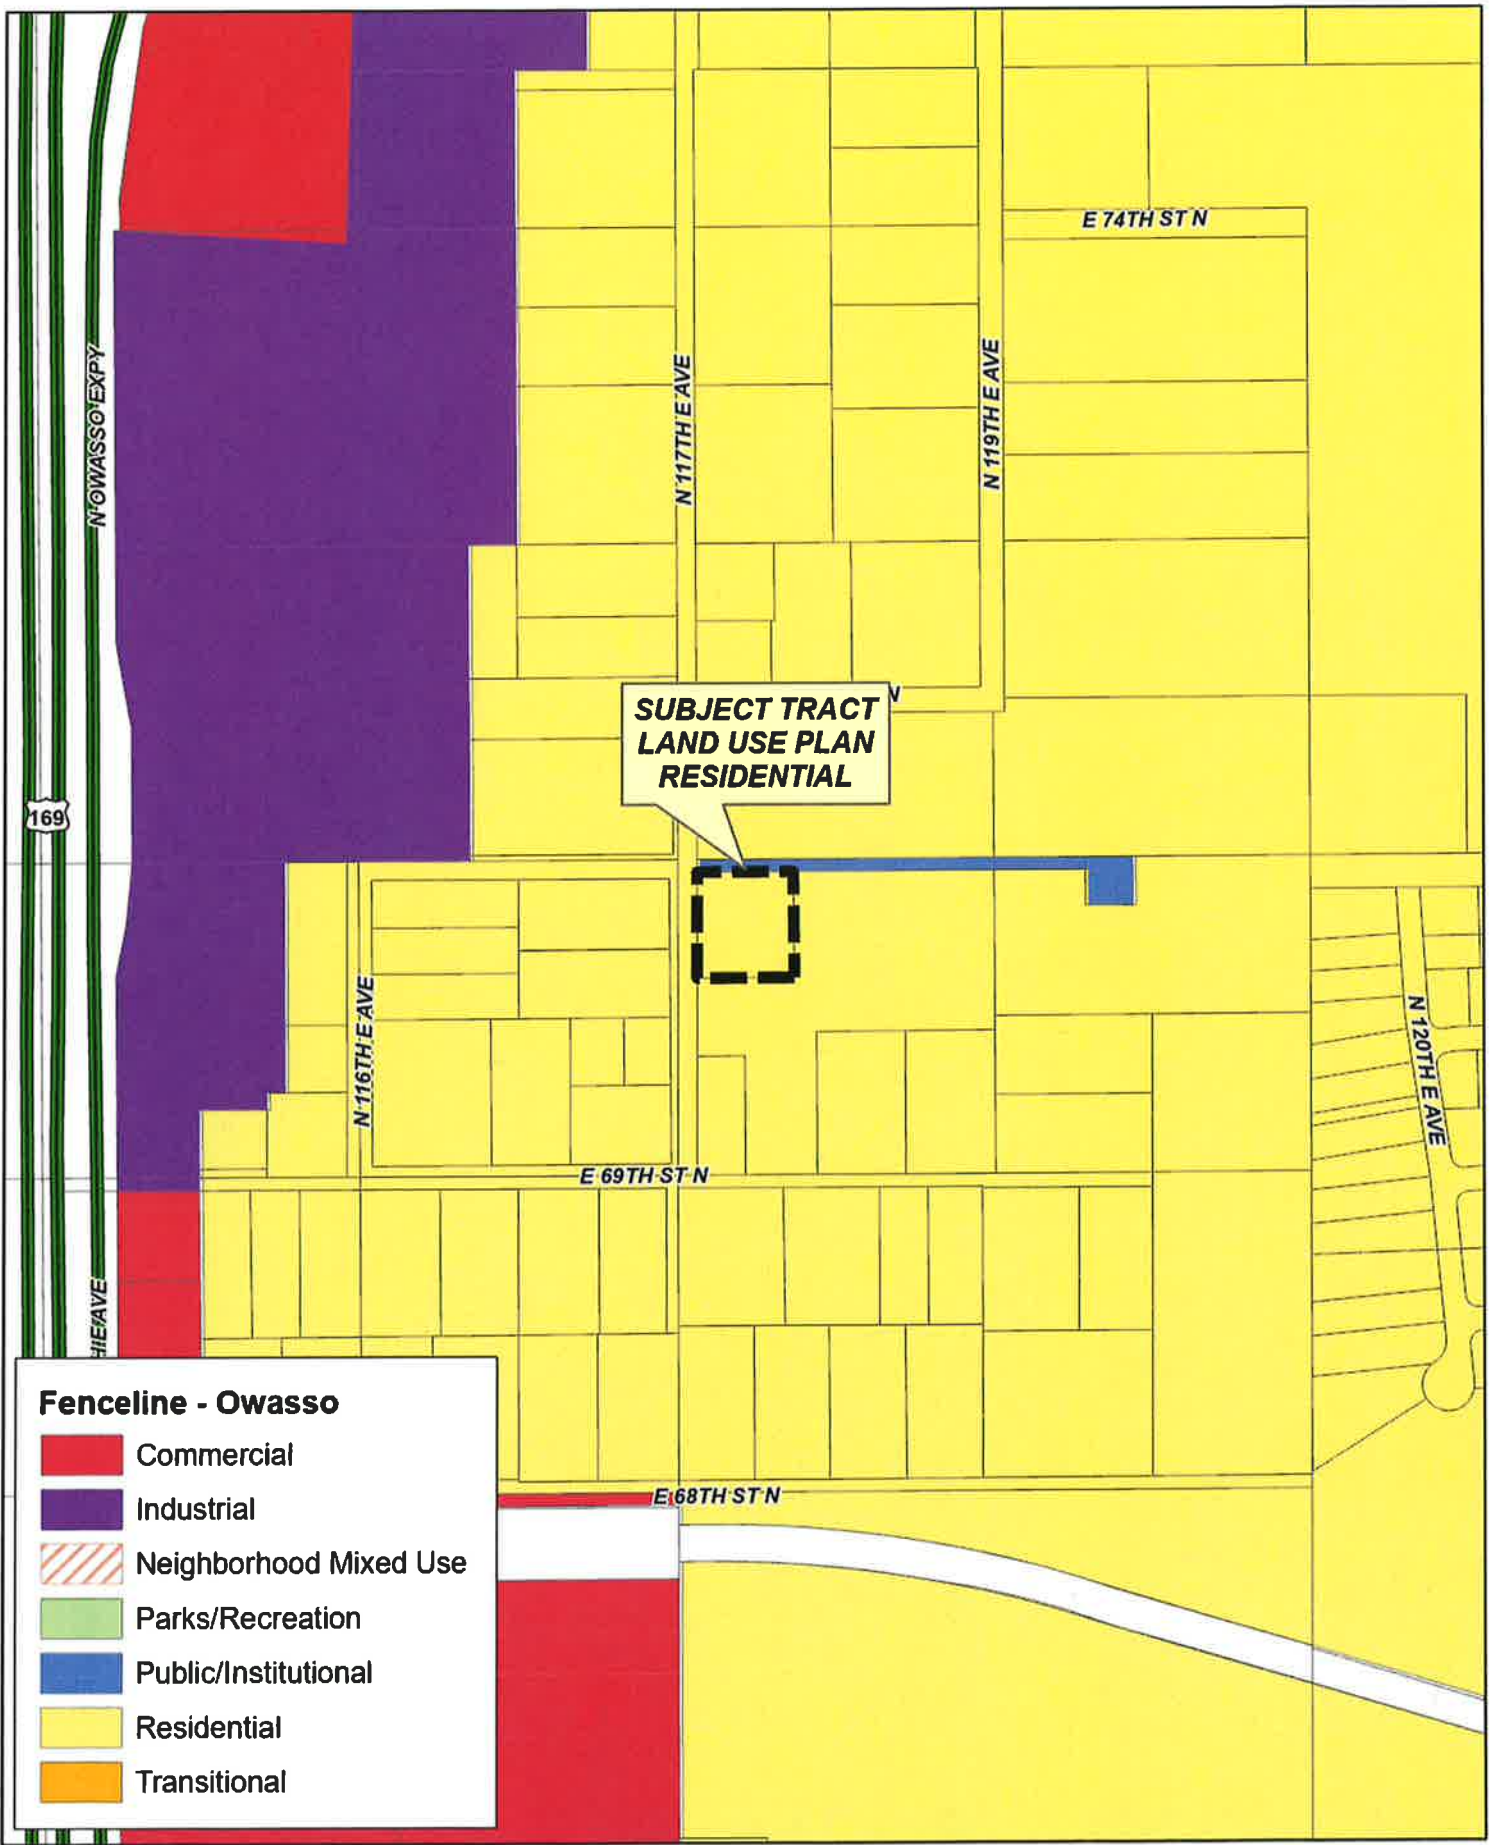 E 74TH ST N
N OWASSO EXPY
N 117TH E AVE
N 119TH E AVE
N
SUBJECT TRACT
LAND USE PLAN
RESIDENTIAL
169
N 116TH E AVE
N 120TH E AVE
E 69TH ST N
E AVE
Fenceline - Owasso
Commercial
Industrial
Neighborhood Mixed Use
Parks/Recreation
Public/Institutional
Residential
Transitional
E 68TH ST N